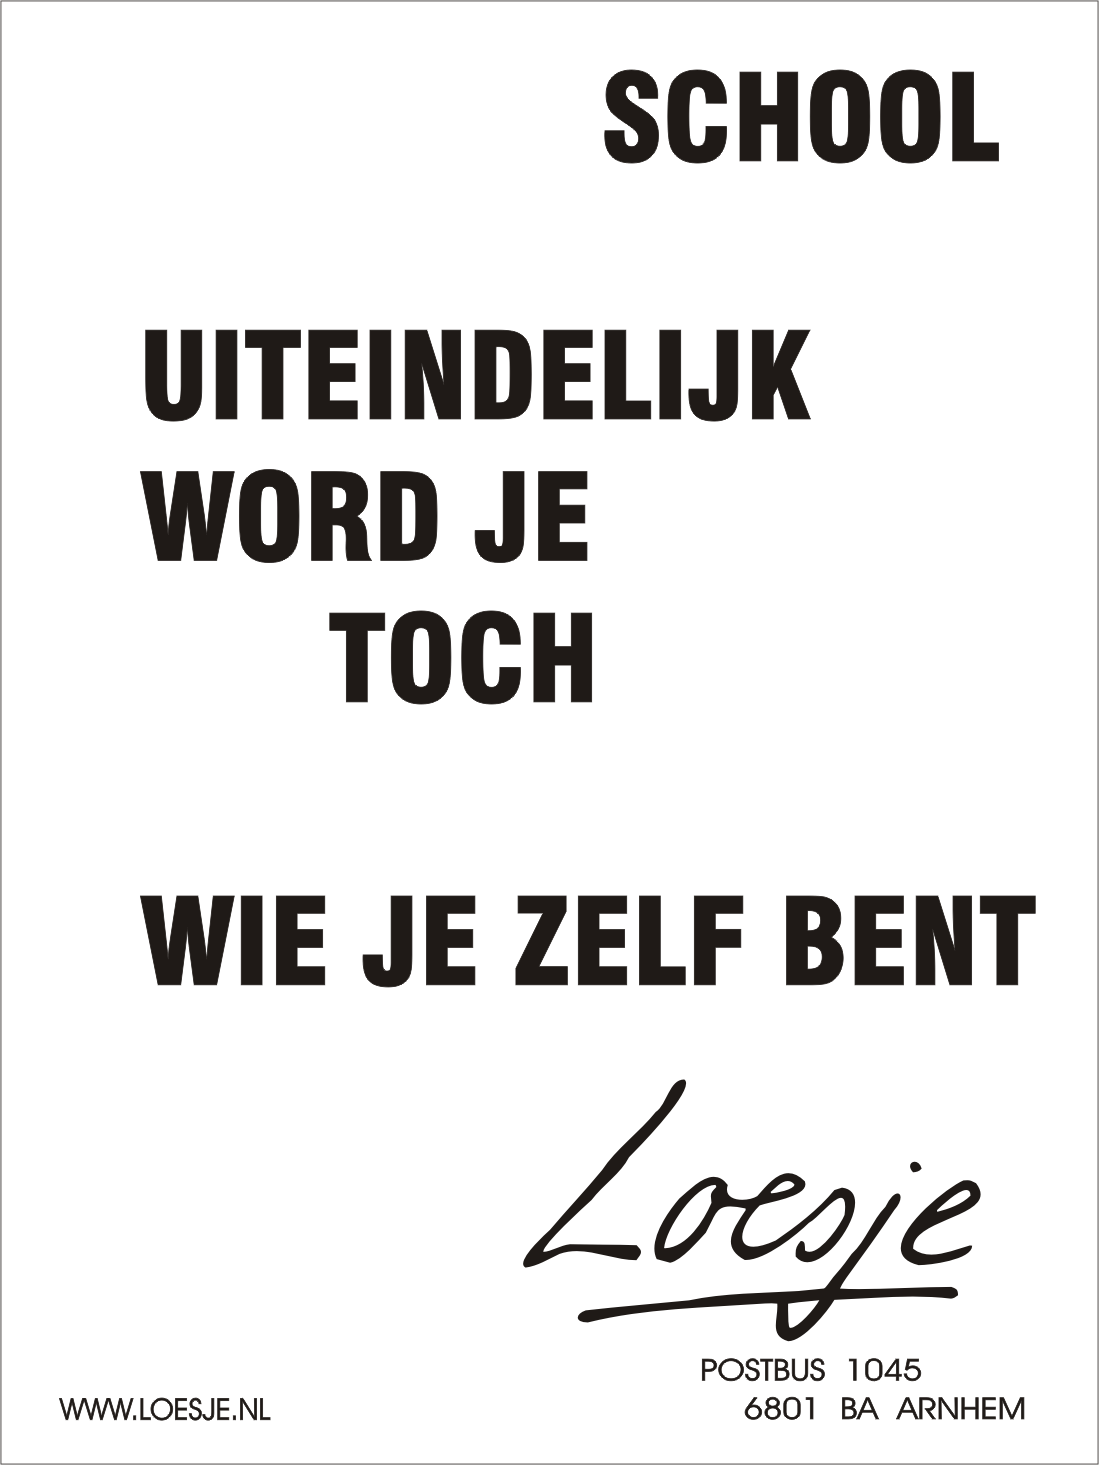 SCHOOL
UITEINDELIJK
WORD JE
TOCH
WIE JE ZELF BENT
Loesje
POSTBUS 1045
WWW.LOESJE.NL
6801 BA ARNHEM